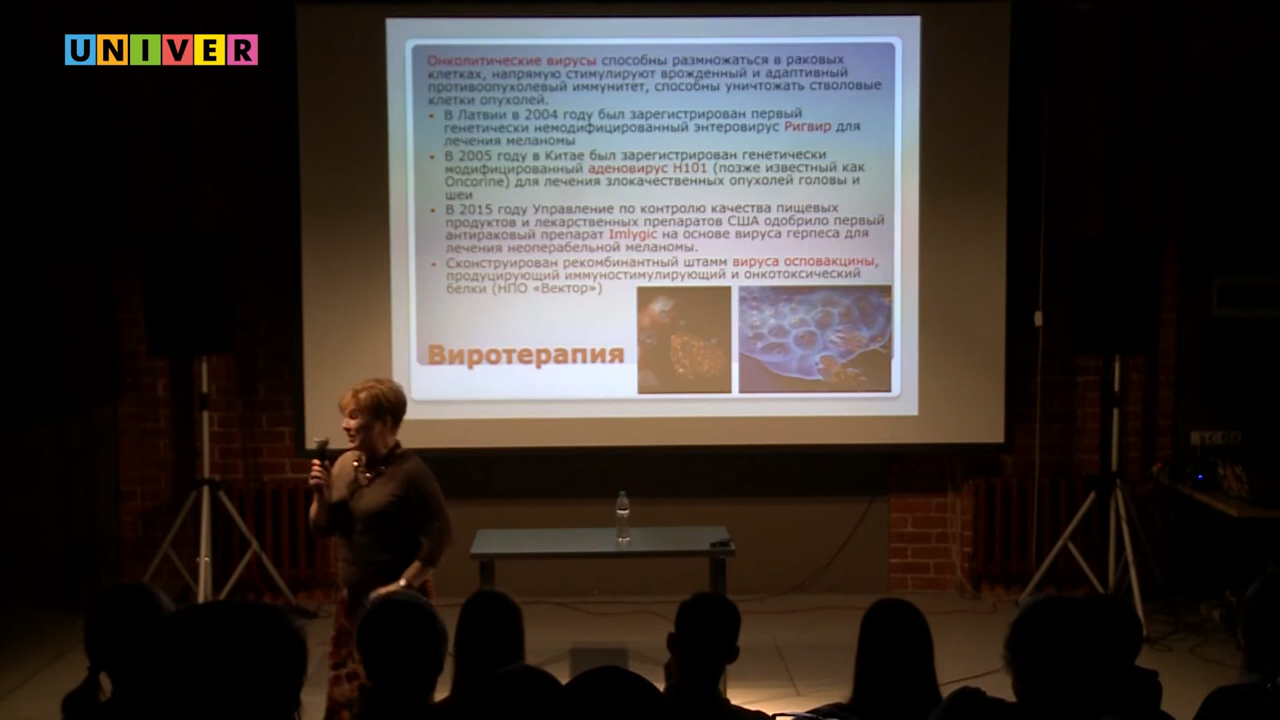 UNIVER
Онколитические вирусы способны размножаться в раковых
клетках, напрямую стимулируют врожденный и адаптивный
противоопухолевый иммунитет, способны уничтожать стволовые
клетки опухолей.
• В Латвии в 2004 году был зарегистрирован первый
генетически немодифицированный энтеровирус Ригвир для
лечения меланомы
• В 2005 году в Китае был зарегистрирован генетически
модифицированный аденовирус H101 (позже известный как
Oncorine) для лечения злокачественных опухолей головы и
шеи
• В 2015 году Управление по контролю качества пищевых
продуктов и лекарственных препаратов США одобрило первый
антираковый препарат Imlygic на основе вируса герпеса для
лечения неоперабельной меланомы.
• Сконструирован рекомбинантный штамм вируса осповакцины,
продуцирующий иммуностимулирующий и онкотоксический
белки (НПО «Вектор»)
Виротерапия